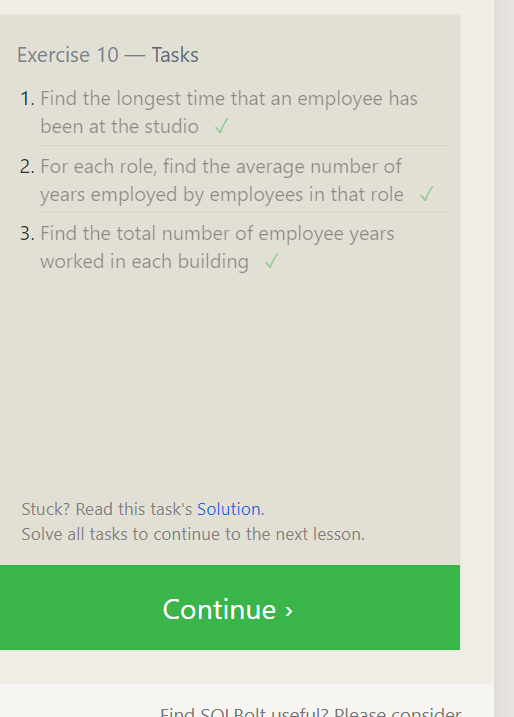 Exercise 10 — Tasks
1. Find the longest time that an employee has
been at the studio ✓
2. For each role, find the average number of
years employed by employees in that role ✓
3. Find the total number of employee years
worked in each building ✓
Stuck? Read this task's Solution.
Solve all tasks to continue to the next lesson.
Continue ›
Find SQLBolt useful? Please consider